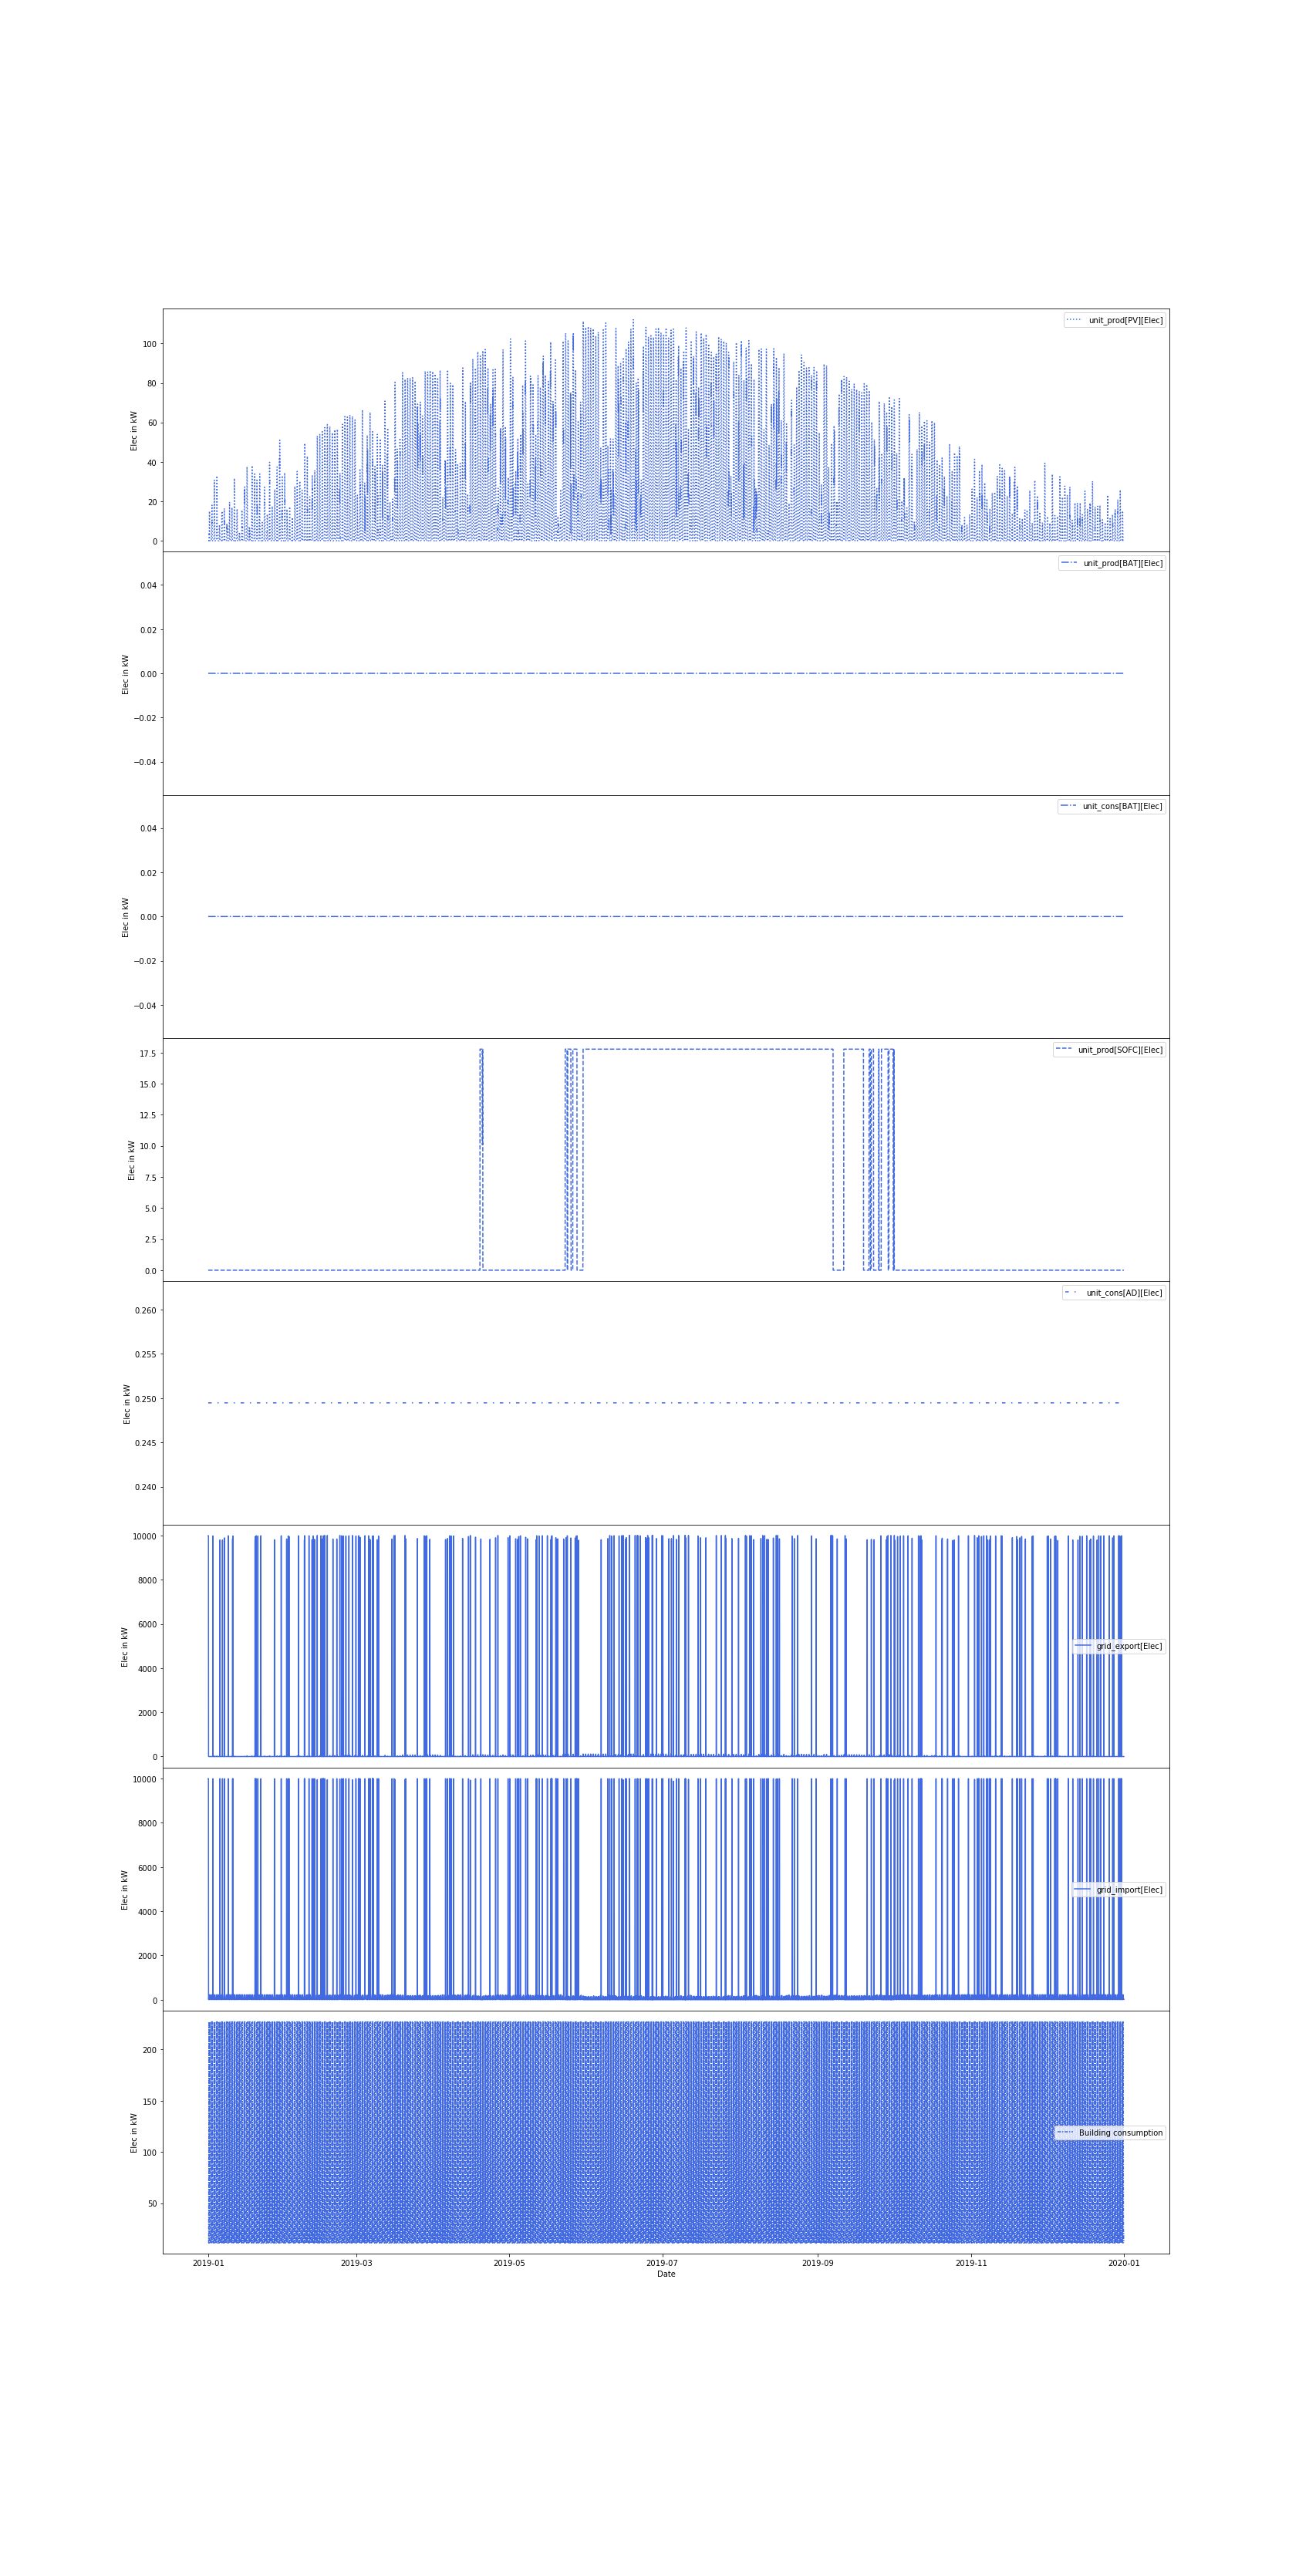 unit_prod[PV][Elec]
100
80
60
40
20
0
Elec in kW
unit_prod[BAT][Elec]
0.04
0.02
0.00
−0.02
−0.04
Elec in kW
unit_cons[BAT][Elec]
0.04
0.02
0.00
−0.02
−0.04
Elec in kW
unit_prod[SOFC][Elec]
17.5
15.0
12.5
10.0
7.5
5.0
2.5
0.0
Elec in kW
unit_cons[AD][Elec]
0.260
0.255
0.250
0.245
0.240
Elec in kW
10000
8000
6000
4000
2000
0
Elec in kW
grid_export[Elec]
10000
8000
6000
4000
2000
0
Elec in kW
grid_import[Elec]
200
150
100
50
Elec in kW
Building consumption
2019-01 2019-03 2019-05 2019-07 2019-09 2019-11 2020-01
Date